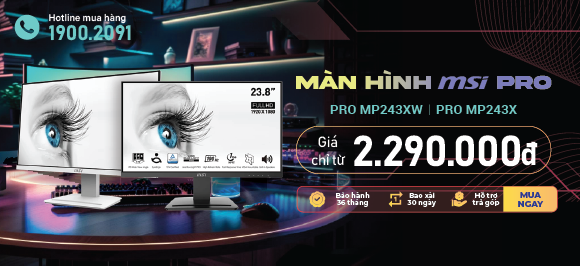 Hotline mua hàng
1900.2091
MÀN HÌNH msi PRO
PRO MP243XW | PRO MP243X
23.8"
FULL HD
1920 X 1080
msi
msi
Giá
chỉ từ
2.290.000đ
Bảo hành
36 tháng
Bao xài
30 ngày
Hỗ trợ
trả góp
MUA
NGAY